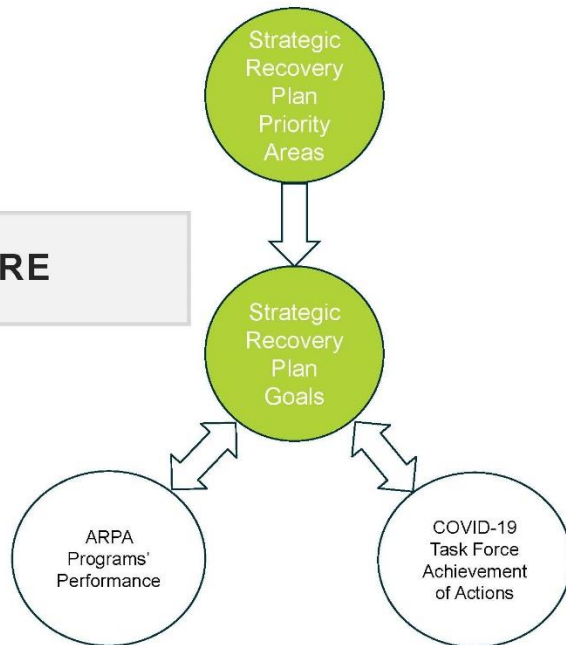 Strategic
Recovery
Plan
Priority
Areas
RE
Strategic
Recovery
Plan
Goals
ARPA
Programs'
Performance
COVID-19
Task Force
Achievement
of Actions